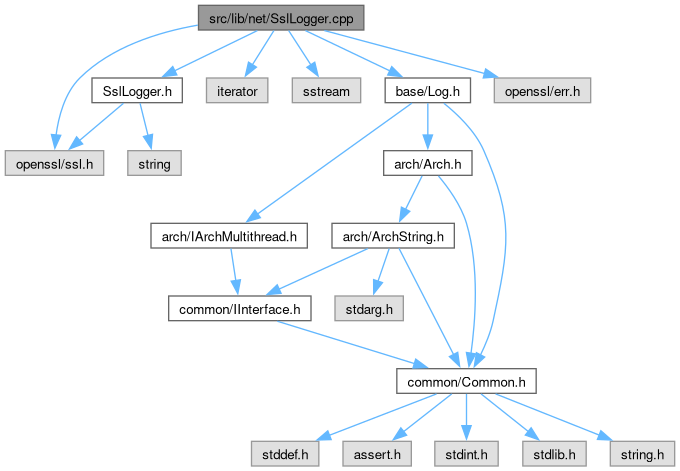 src/lib/net/SslLogger.cpp
SslLogger.h
iterator
sstream
base/Log.h
openssl/err.h
openssl/ssl.h
string
arch/Arch.h
arch/IArchMultithread.h
arch/ArchString.h
common/IInterface.h
stdarg.h
common/Common.h
stddef.h
assert.h
stdint.h
stdlib.h
string.h